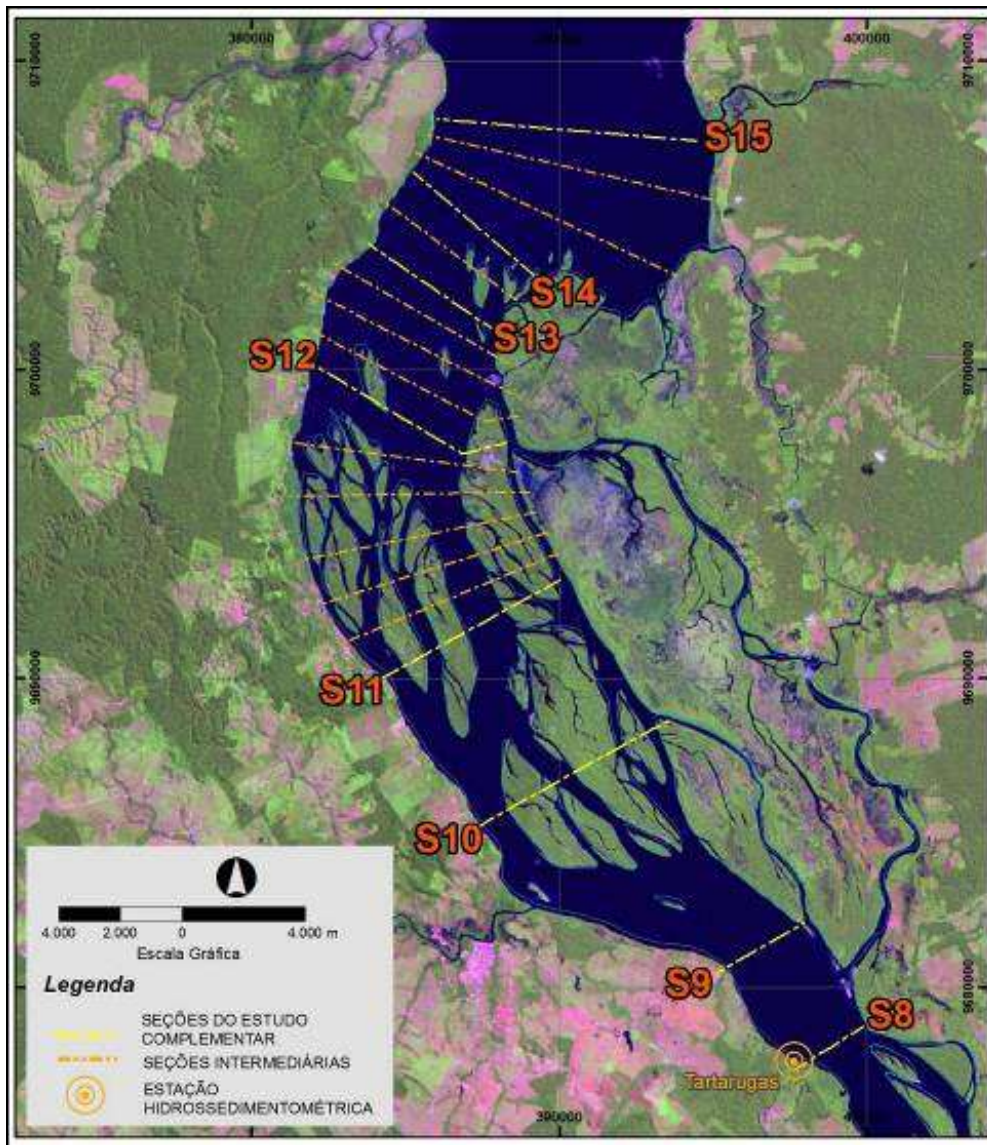 380000
400000
9710000
9710000
S15
S14
S13
S12
9700000
9700000
S11
9690000
9690000
S10
S9
9680000
S8
Tartarugas
4.000 2.000 0 4.000 m
Escala Gráfica
Legenda
SEÇÕES DO ESTUDO
COMPLEMENTAR
SEÇÕES INTERMEDIÁRIAS
ESTAÇÃO
HIDROSSEDIMENTOMÉTRICA
390000
400000